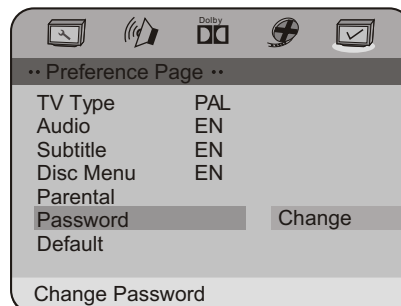 Dolby
•• Preference Page ••
TV Type PAL
Audio EN
Subtitle EN
Disc Menu EN
Parental
Password Change
Default
Change Password